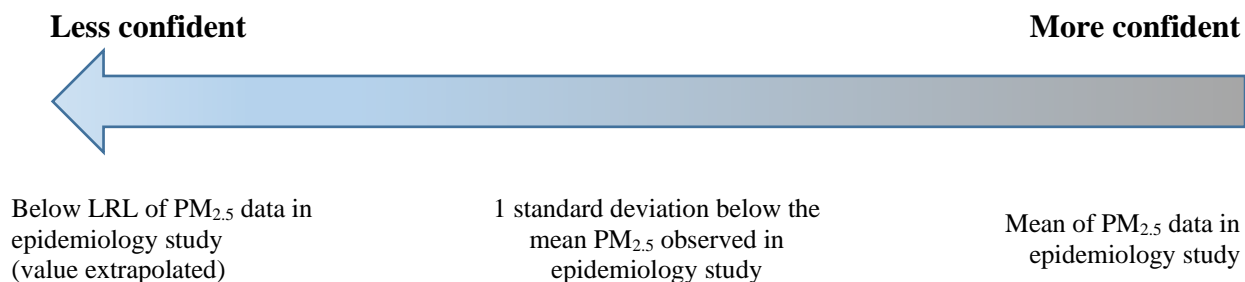 Less confident
More confident
Below LRL of PM2.5 data in
epidemiology study
(value extrapolated)
1 standard deviation below the
mean PM2.5 observed in
epidemiology study
Mean of PM2.5 data in
epidemiology study